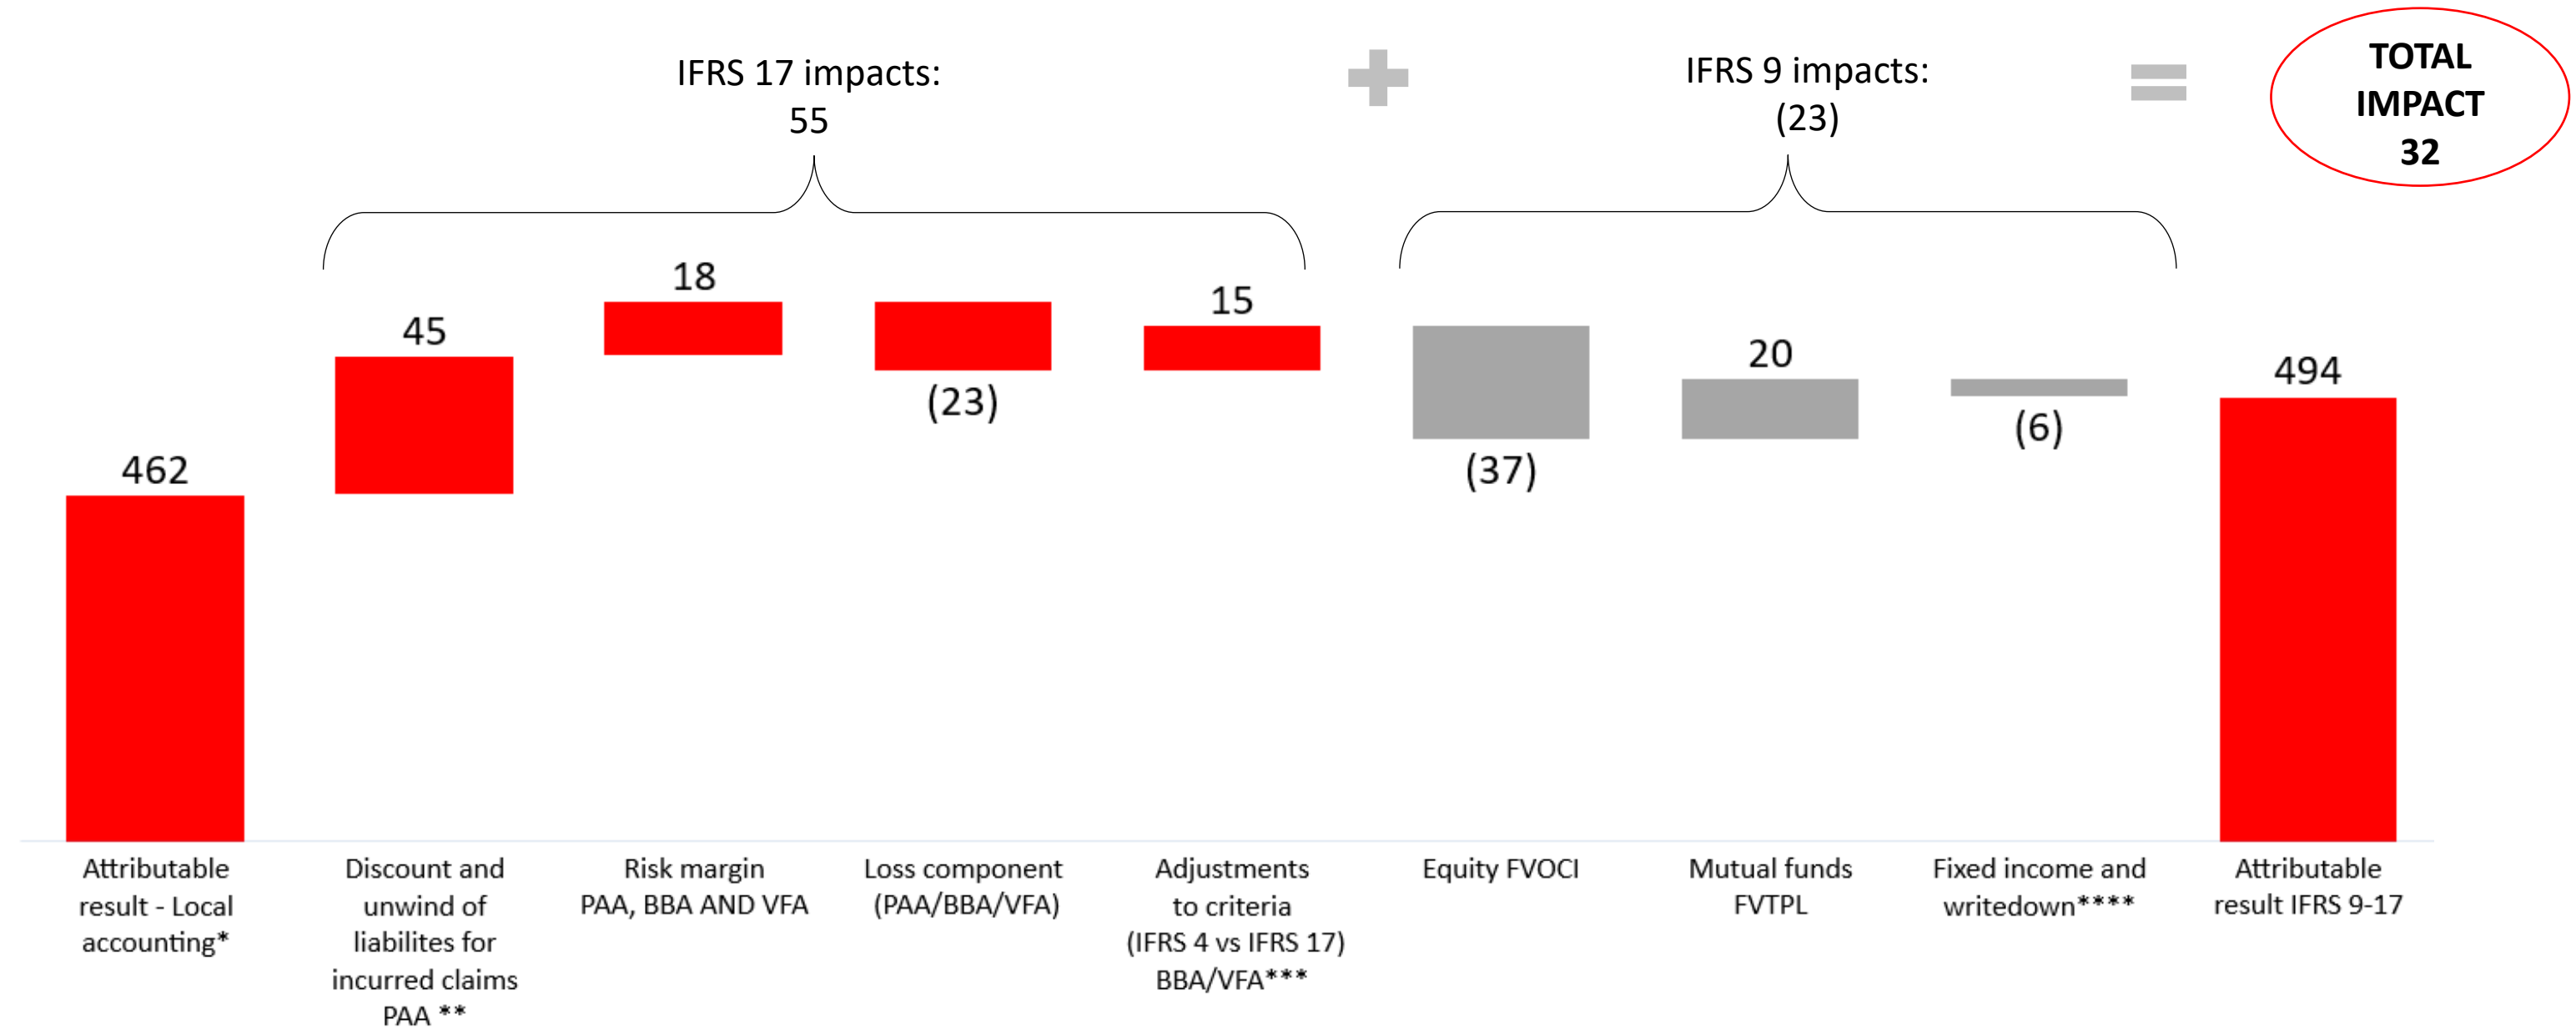 IFRS 17 impacts:
55
+
IFRS 9 impacts:
(23)
=
TOTAL
IMPACT
32
462
45
18
(23)
15
(37)
20
(6)
494
Attributable
result - Local
accounting*
Discount and
unwind of
liabilites for
incurred claims
PAA **
Risk margin
PAA, BBA AND VFA
Loss component
(PAA/BBA/VFA)
Adjustments
to criteria
(IFRS 4 vs IFRS 17)
BBA/VFA***
Equity FVOCI
Mutual funds
FVTPL
Fixed income and
writedown****
Attributable
result IFRS 9-17